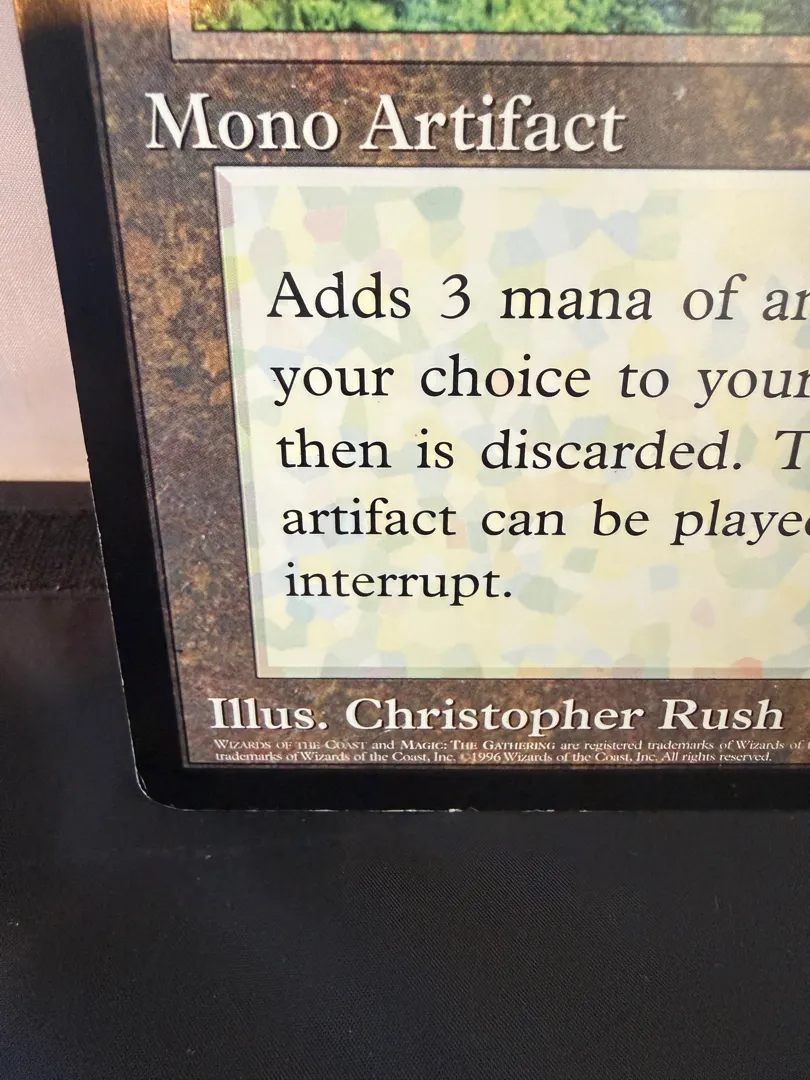 Mono Artifact
Adds 3 mana of
your choice to your
then is discarded.
artifact can be
interrupt.
Illus. Christopher Rush
WIZARDS OF THE COAST and MAGIC: THE GATHERING are registered trademarks of Wizards of
trademarks of Wizards of the Coast, Inc. ©1996 Wizards of the Coast, Inc. All rights reserved.